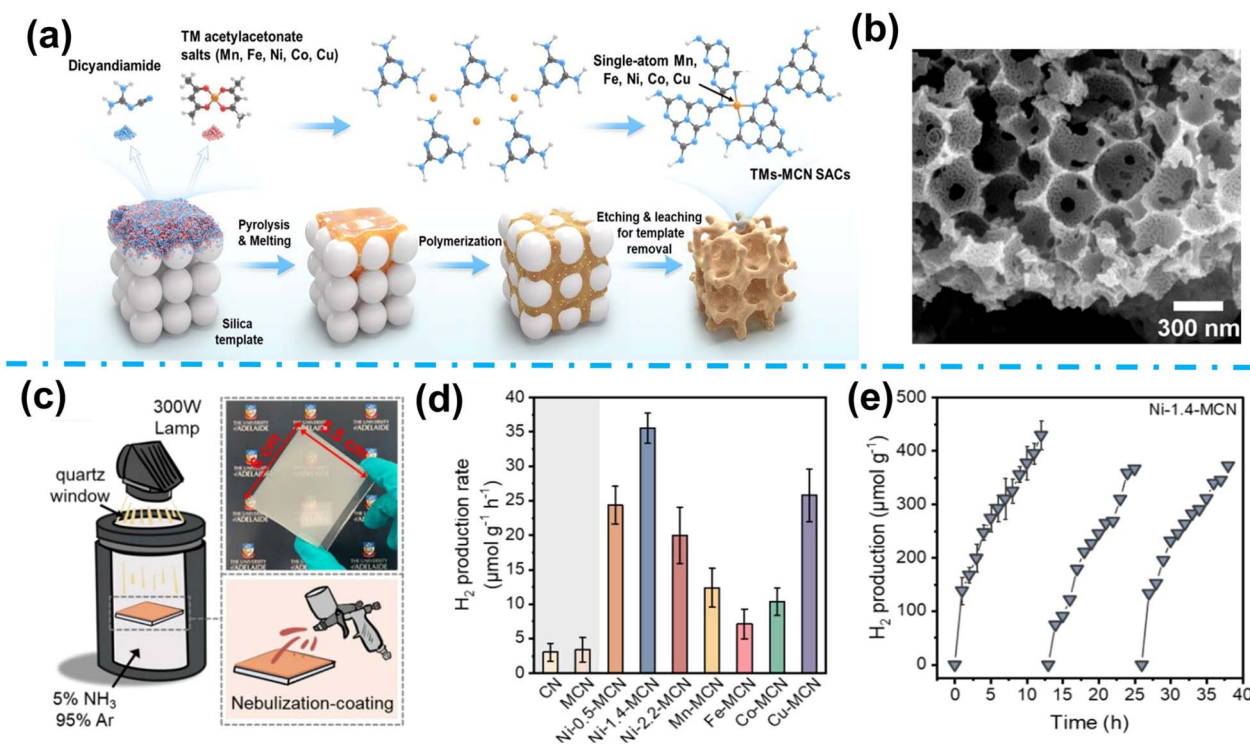 (a)
Dicyandiamide
TM acetylacetonate
salts (Mn, Fe, Ni, Co, Cu)
Single-atom Mn,
Fe, Ni, Co, Cu
TMs-MCN SACs
Pyrolysis
& Melting
Polymerization
Etching & leaching
for template
removal
Silica
template
(b)
300 nm
(c)
300W
Lamp
quartz
window
5% NH₃
95% Ar
THE UNIVERSITY
of ADELAIDE
5.5 cm
Nebulization-coating
(d)
H₂ production rate
(μmol g⁻¹ h⁻¹)
40
35
30
25
20
15
10
5
0
CN
MCN
Ni-0.5-MCN
Ni-1.4-MCN
Ni-2.2-MCN
Mn-MCN
Fe-MCN
Co-MCN
Cu-MCN
(e)
Ni-1.4-MCN
H₂ production (μmol g⁻¹)
500
400
300
200
100
0
0 5 10 15 20 25 30 35 40
Time (h)